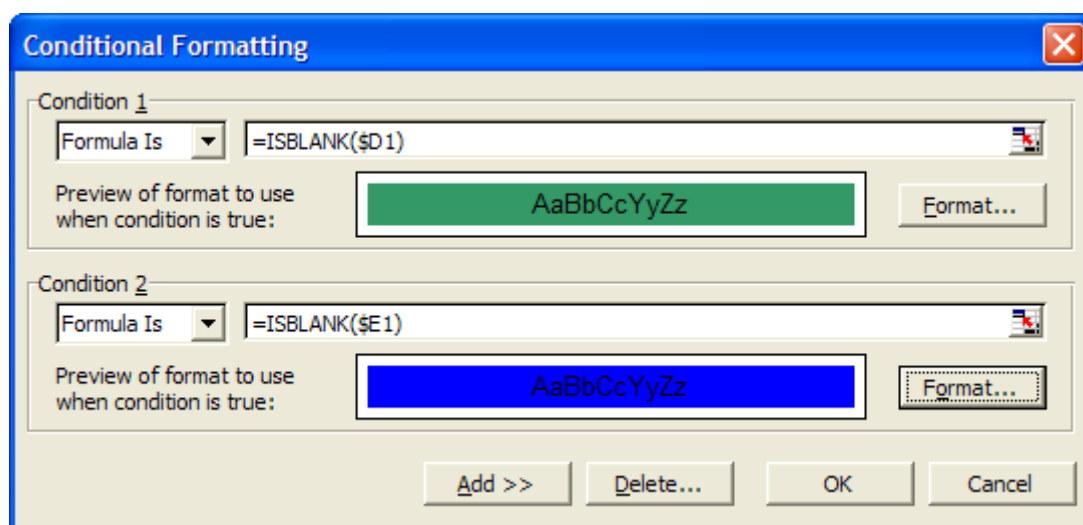 Conditional Formatting
Condition 1
Formula Is =ISBLANK($D1)
Preview of format to use
when condition is true:
AaBbCcYyZz
Format...
Condition 2
Formula Is =ISBLANK($E1)
Preview of format to use
when condition is true:
AaBbCcYyZz
Format...
Add >> Delete... OK Cancel